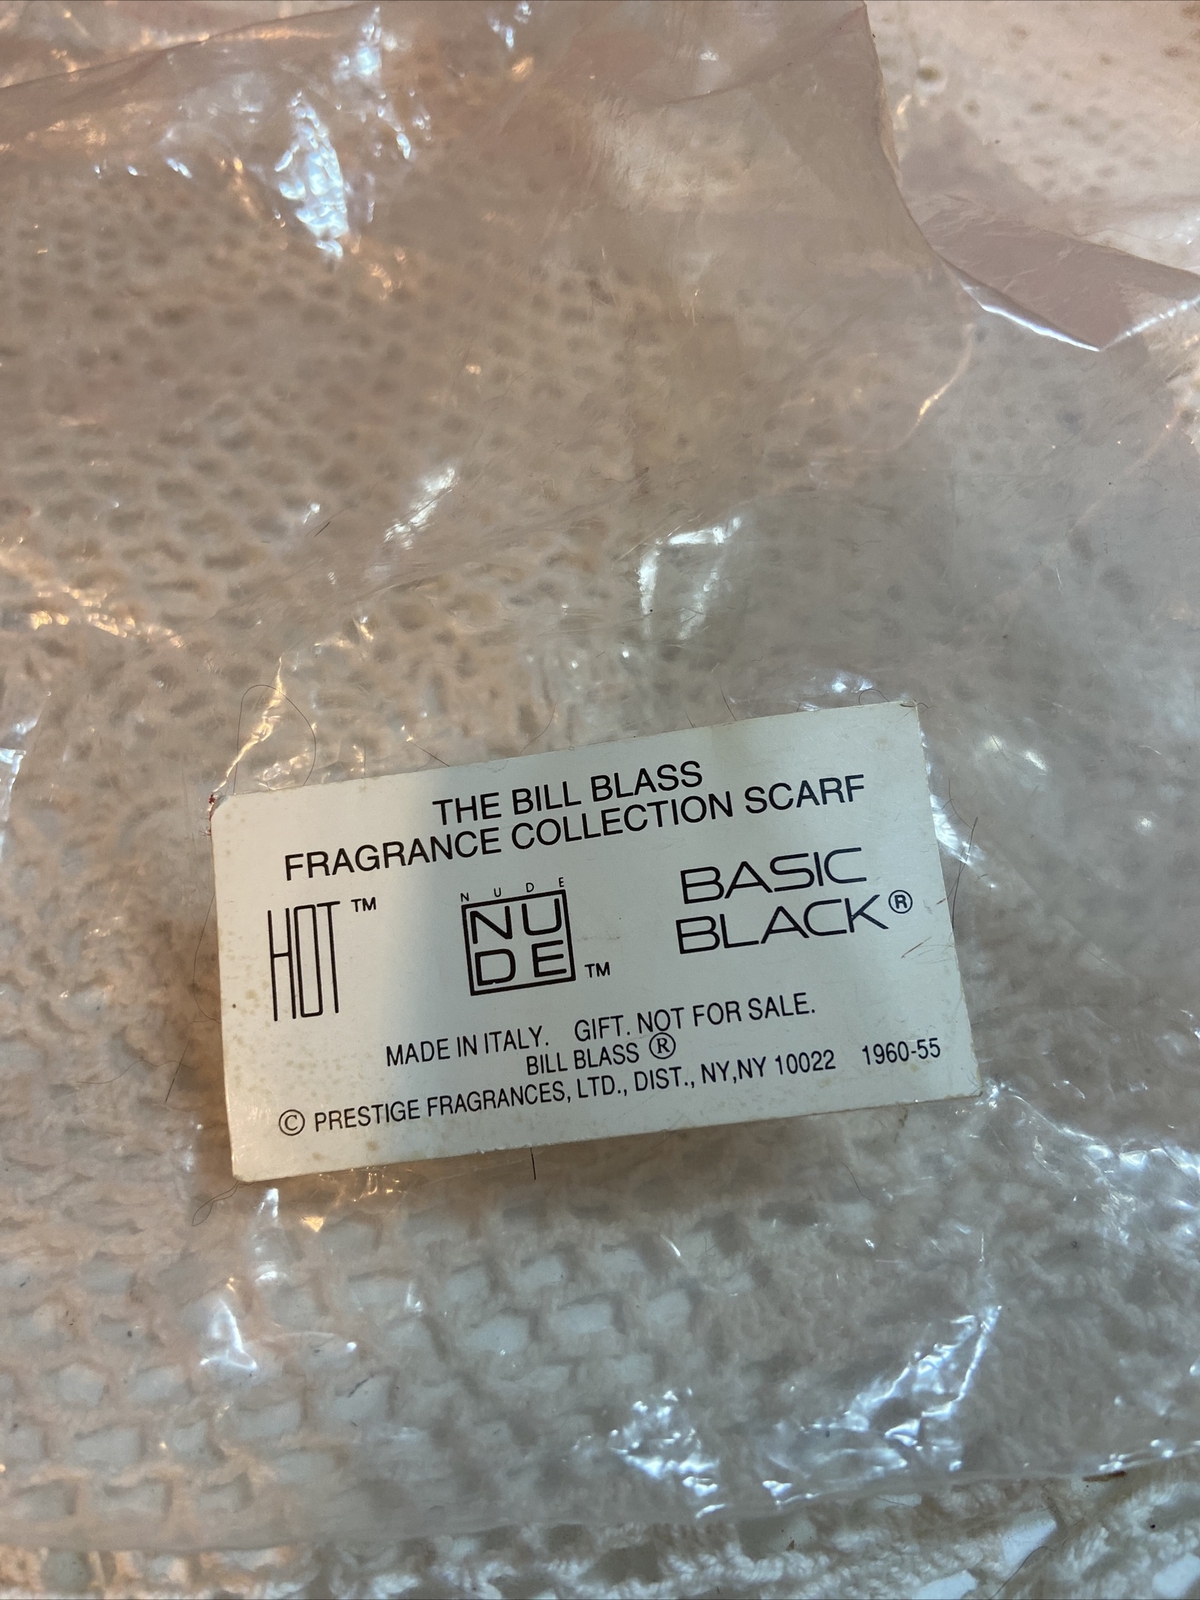 THE BILL BLASS
FRAGRANCE COLLECTION SCARF
HOT™
NUDE
NU
DE™
BASIC
BLACK®
MADE IN ITALY. GIFT. NOT FOR SALE.
BILL BLASS ®
© PRESTIGE FRAGRANCES, LTD., DIST., NY,NY 10022 1960-55